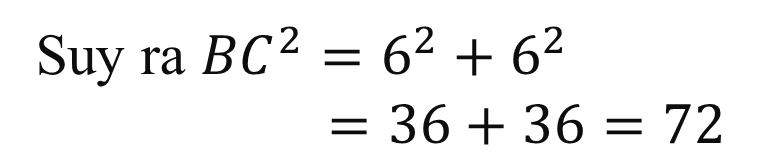 Suy ra 𝐵𝐶² = 6² + 6²
= 36 + 36 = 72